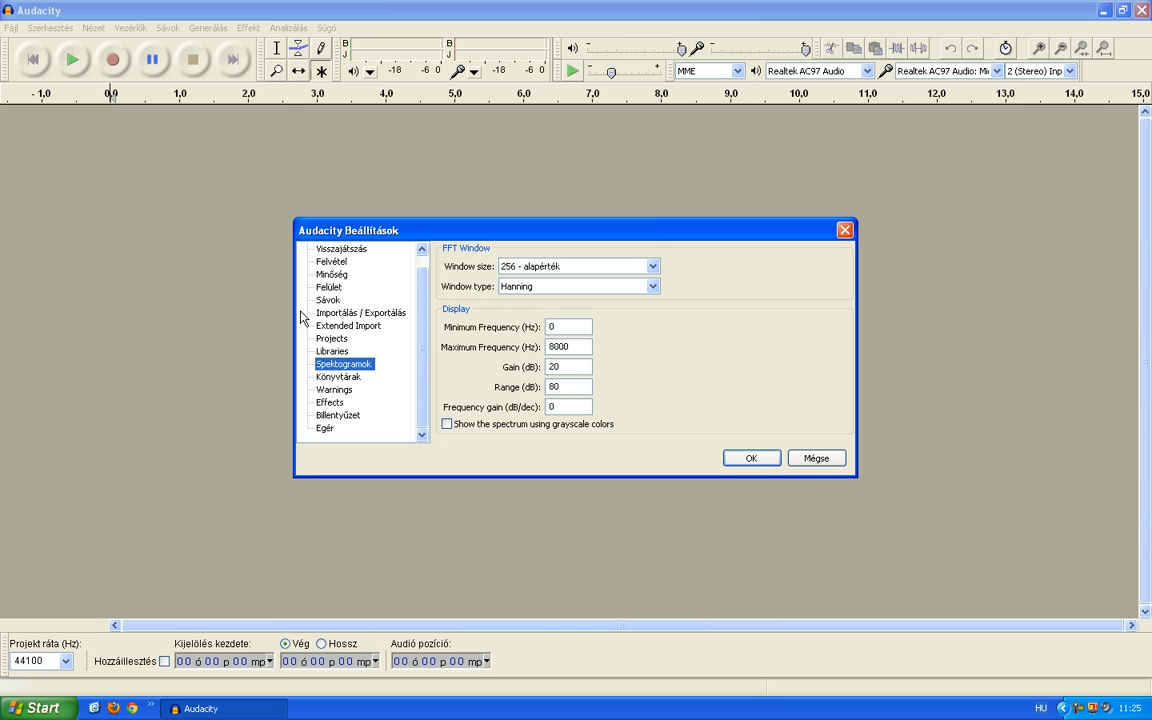 Audacity
Fájl Szerkesztés Nézet Vezérlők Sávok Generálás Effekt Analizálás Súgó
B
J
-18 -6 0
B
J
-18 -6 0
MME
Realtek AC97 Audio
Realtek AC97 Audio: Mi
2 (Stereo) Inp
- 1,0 0,0 1,0 2,0 3,0 4,0 5,0 6,0 7,0 8,0 9,0 10,0 11,0 12,0 13,0 14,0 15,0
Audacity Beállítások
Visszajátszás
Felvétel
Minőség
Felület
Sávok
Importálás / Exportálás
Extended Import
Projects
Libraries
Spektogramok
Könyvtárak
Warnings
Effects
Billentyűzet
Egér
FFT Window
Window size: 256 - alapérték
Window type: Hanning
Display
Minimum Frequency (Hz): 0
Maximum Frequency (Hz): 8000
Gain (dB): 20
Range (dB): 80
Frequency gain (dB/dec): 0
Show the spectrum using grayscale colors
OK Mégse
Projekt ráta (Hz): Kijelölés kezdete: Vég Hossz Audió pozíció:
44100 Hozzáillesztés 00 ó 00 p 00 mp 00 ó 00 p 00 mp 00 ó 00 p 00 mp
Start Audacity HU 11:25